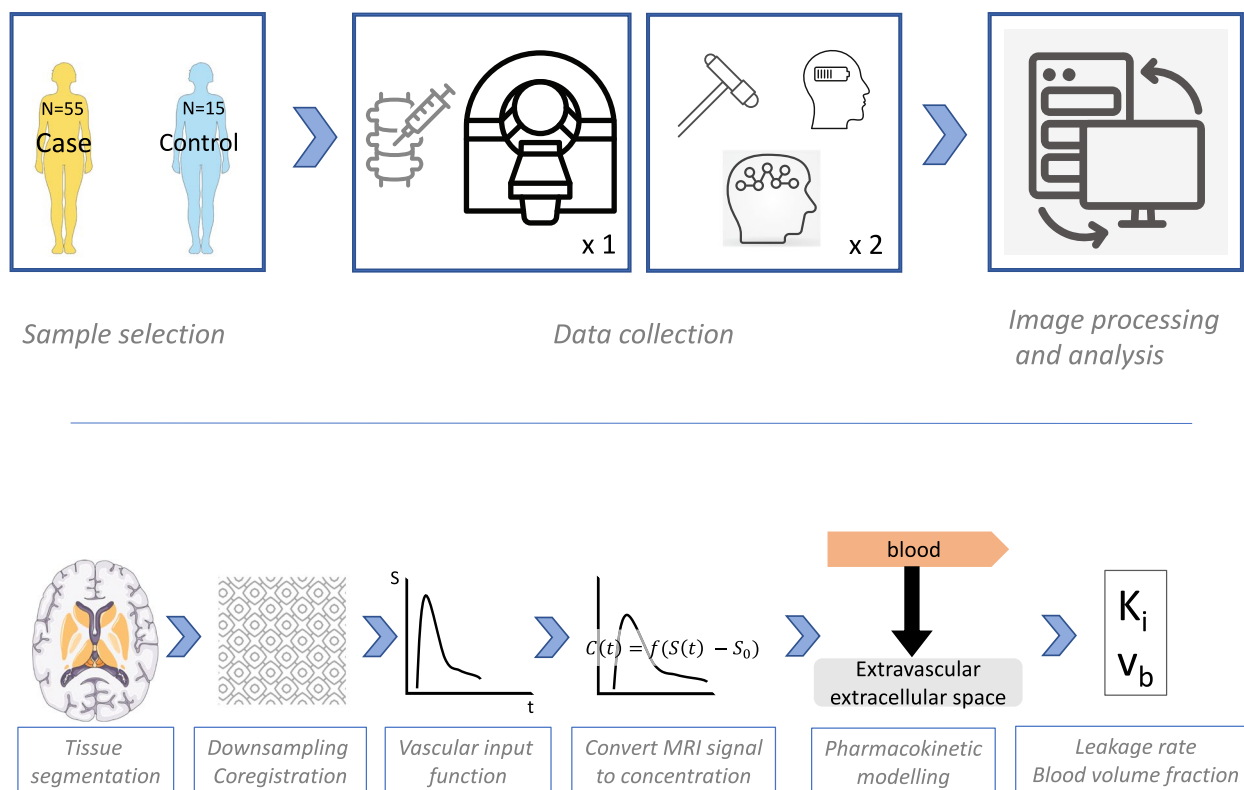 N=55
Case
N=15
Control
x 1
x 2
Sample selection
Data collection
Image processing
and analysis
S
t
C(t) = f(S(t) − S₀)
blood
Extravascular
extracellular space
Kᵢ
v_b
Tissue
segmentation
Downsampling
Coregistration
Vascular input
function
Convert MRI signal
to concentration
Pharmacokinetic
modelling
Leakage rate
Blood volume fraction